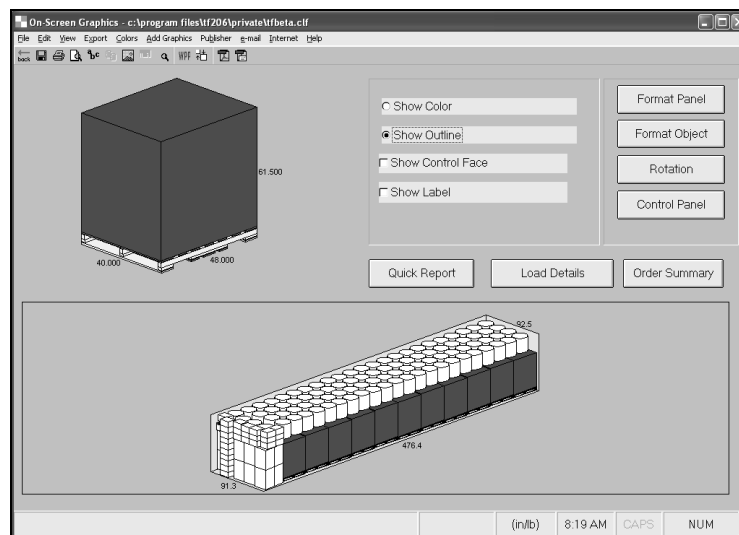 On-Screen Graphics - c:\program files\tf206\private\tfbeta.clf
File Edit View Export Colors Add Graphics Publisher e-mail Internet Help
back abc WPF
61.500
40.000
48.000
Show Color
Show Outline
Show Control Face
Show Label
Format Panel
Format Object
Rotation
Control Panel
Quick Report
Load Details
Order Summary
92.5
476.4
91.3
(in/lb) 8:19 AM CAPS NUM